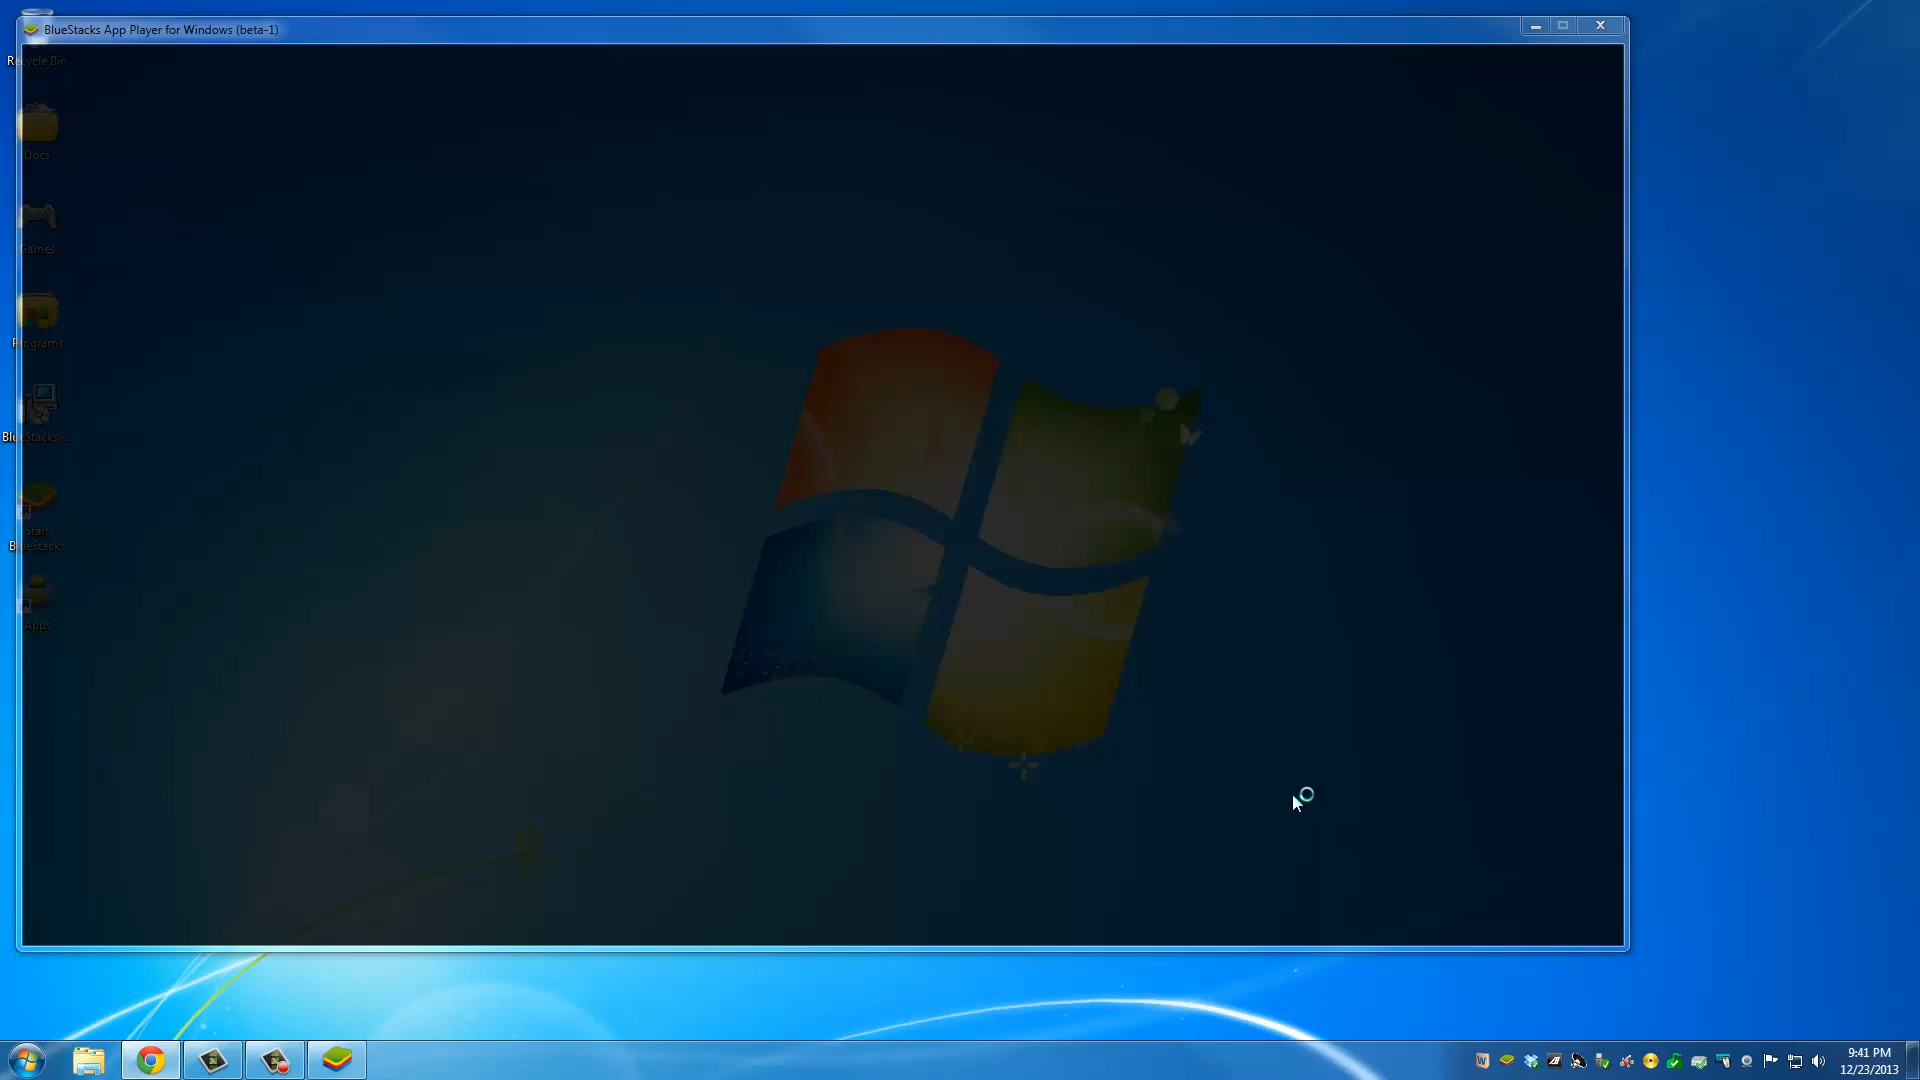 BlueStacks App Player for Windows (beta-1)
Recycle Bin
Docs
Games
Programs
BlueStacks-...
Start
BlueStacks
Apps
9:41 PM
12/23/2013